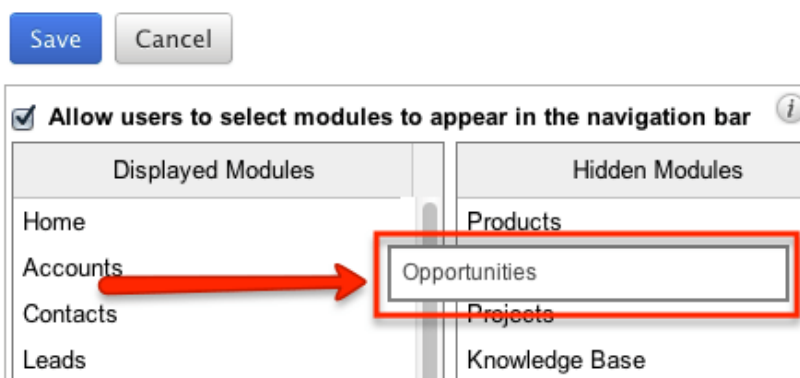 Save Cancel
Allow users to select modules to appear in the navigation bar i
Displayed Modules Hidden Modules
Home Products
Accounts Opportunities
Contacts Projects
Leads Knowledge Base